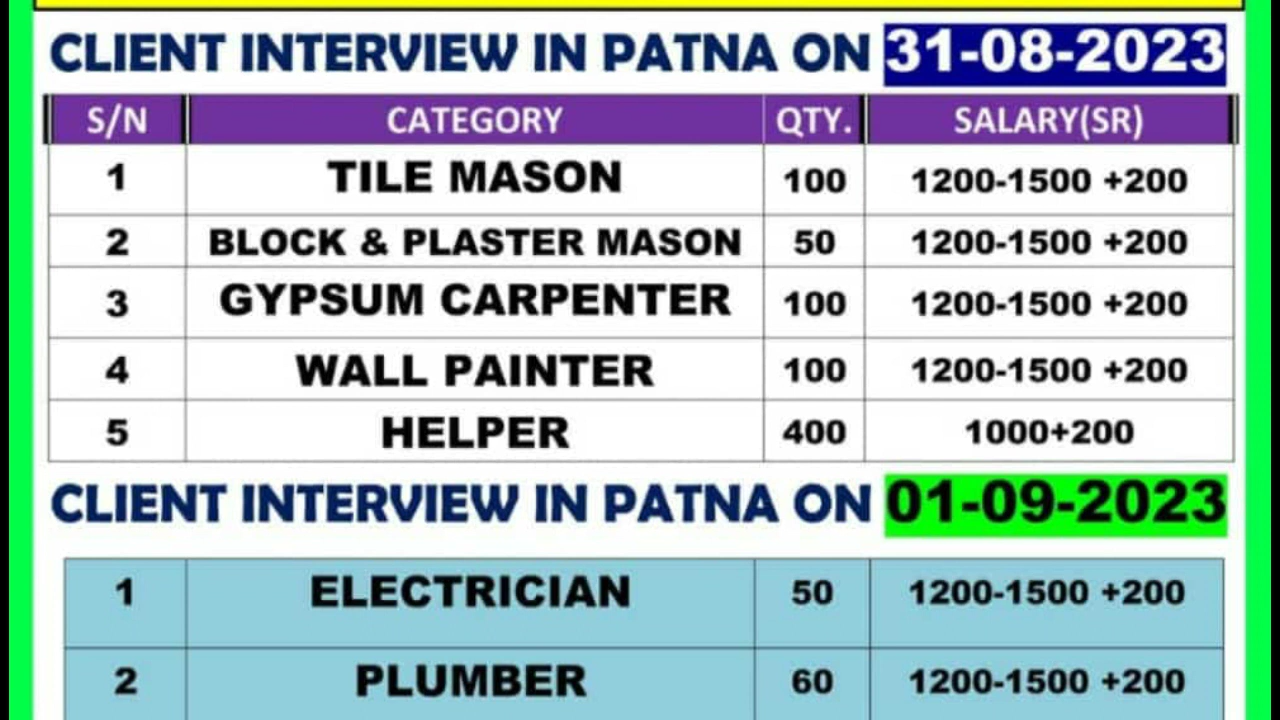 CLIENT INTERVIEW IN PATNA ON 31-08-2023
S/N CATEGORY QTY. SALARY(SR)
1 TILE MASON 100 1200-1500 +200
2 BLOCK & PLASTER MASON 50 1200-1500 +200
3 GYPSUM CARPENTER 100 1200-1500 +200
4 WALL PAINTER 100 1200-1500 +200
5 HELPER 400 1000+200
CLIENT INTERVIEW IN PATNA ON 01-09-2023
1 ELECTRICIAN 50 1200-1500 +200
2 PLUMBER 60 1200-1500 +200